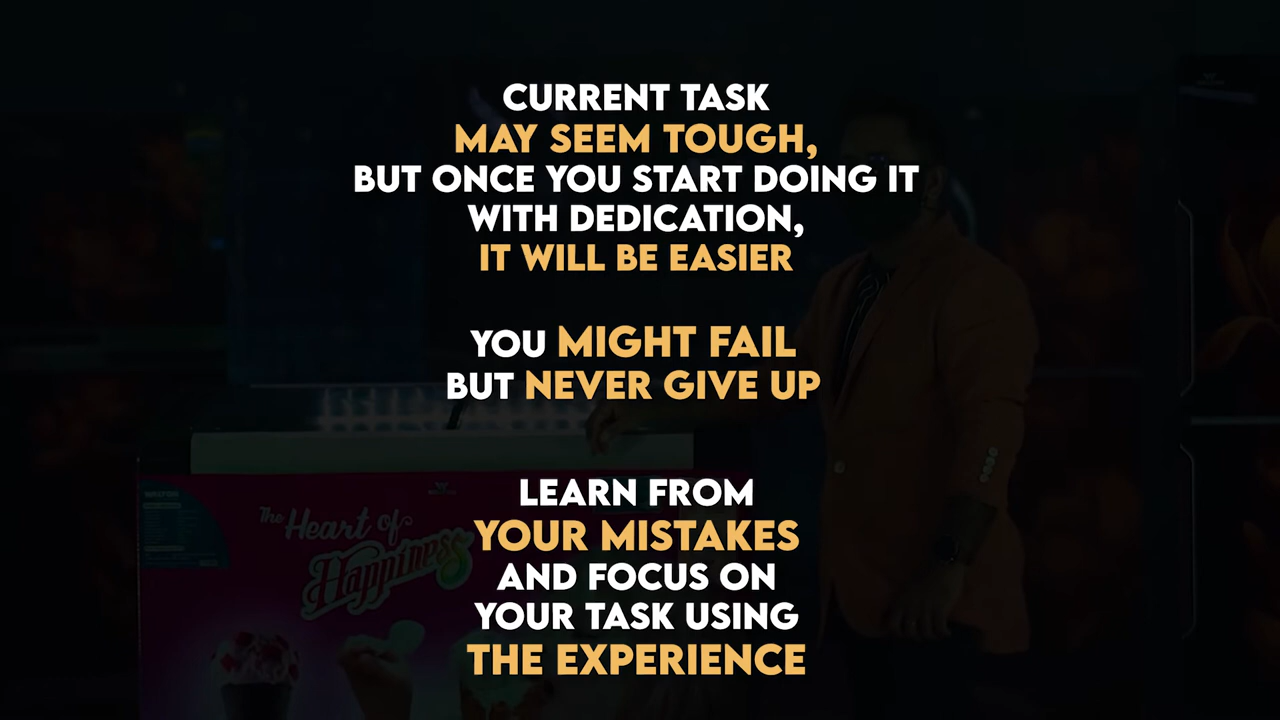 CURRENT TASK
MAY SEEM TOUGH,
BUT ONCE YOU START DOING IT
WITH DEDICATION,
IT WILL BE EASIER
YOU MIGHT FAIL
BUT NEVER GIVE UP
LEARN FROM
YOUR MISTAKES
AND FOCUS ON
YOUR TASK USING
THE EXPERIENCE
The Heart of
Happiness